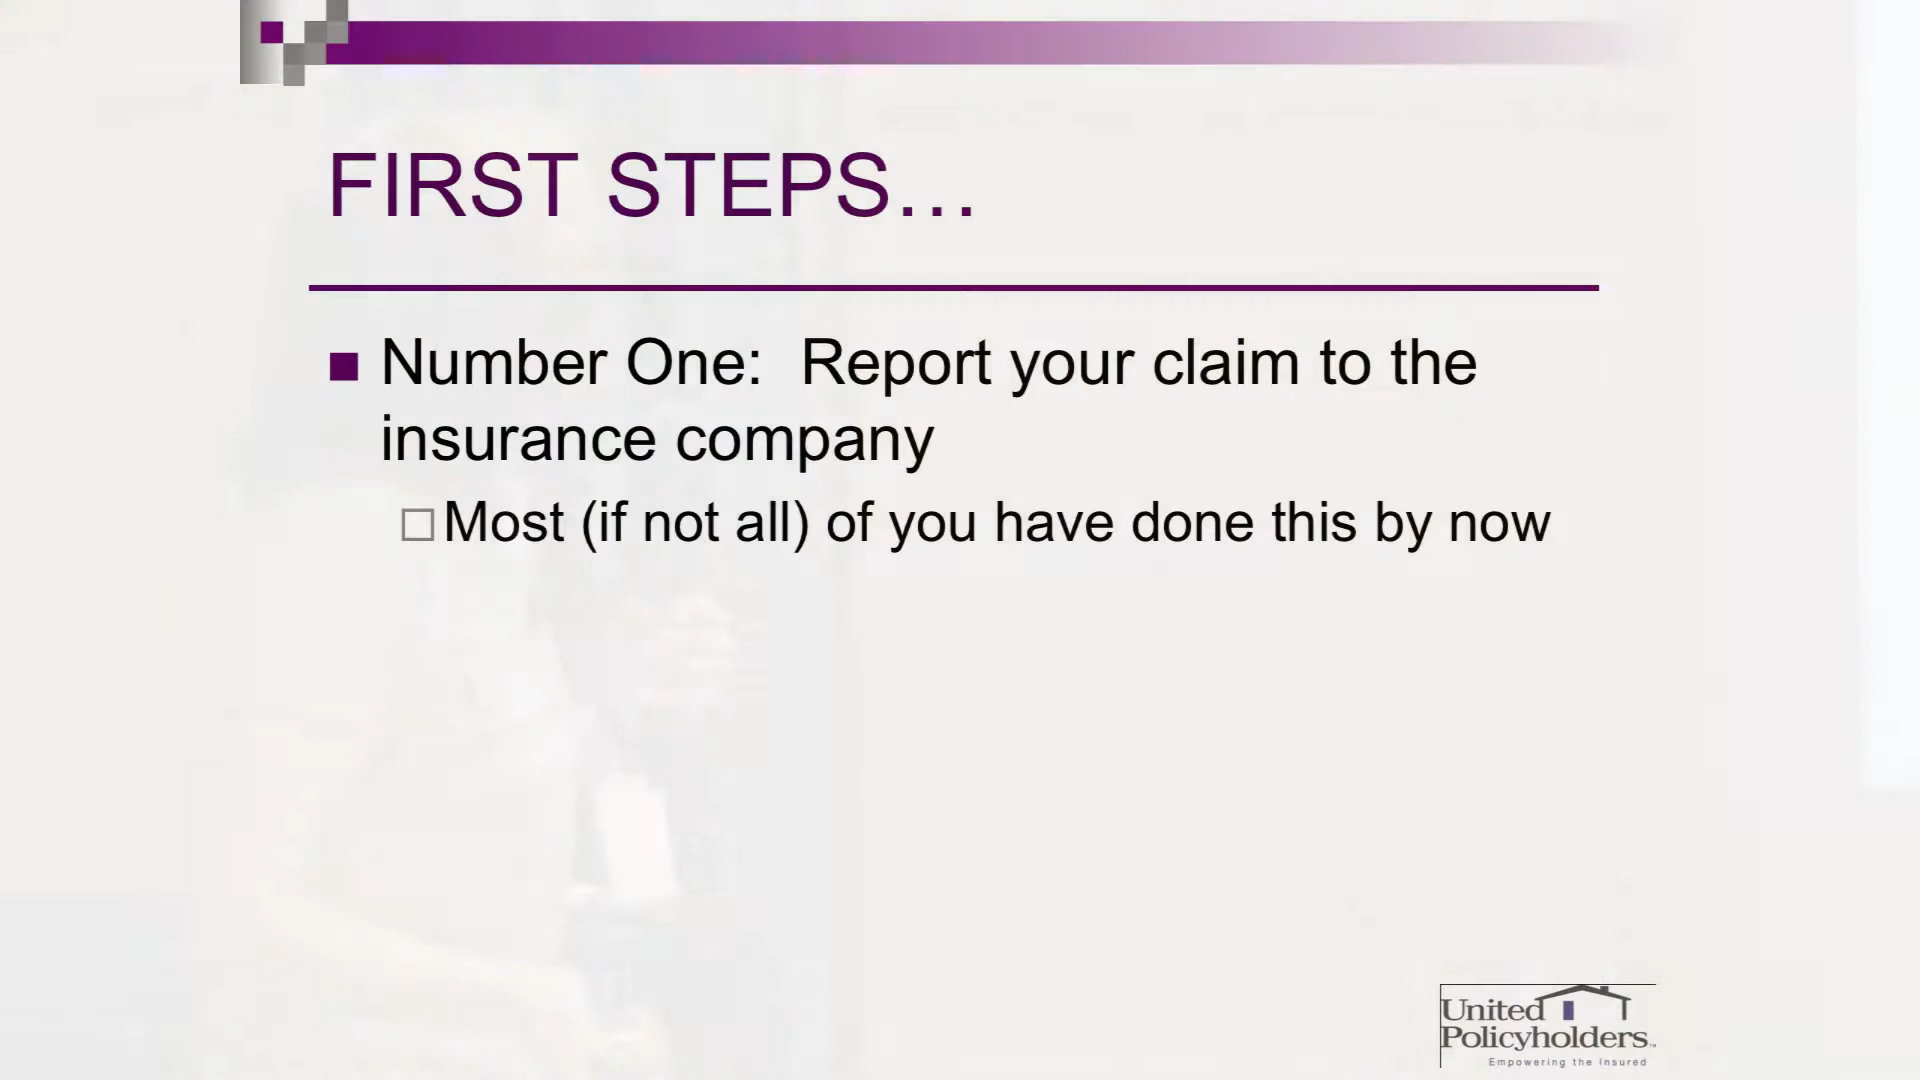 FIRST STEPS…
■ Number One:  Report your claim to the
insurance company
□ Most (if not all) of you have done this by now
United
Policyholders™
Empowering the Insured